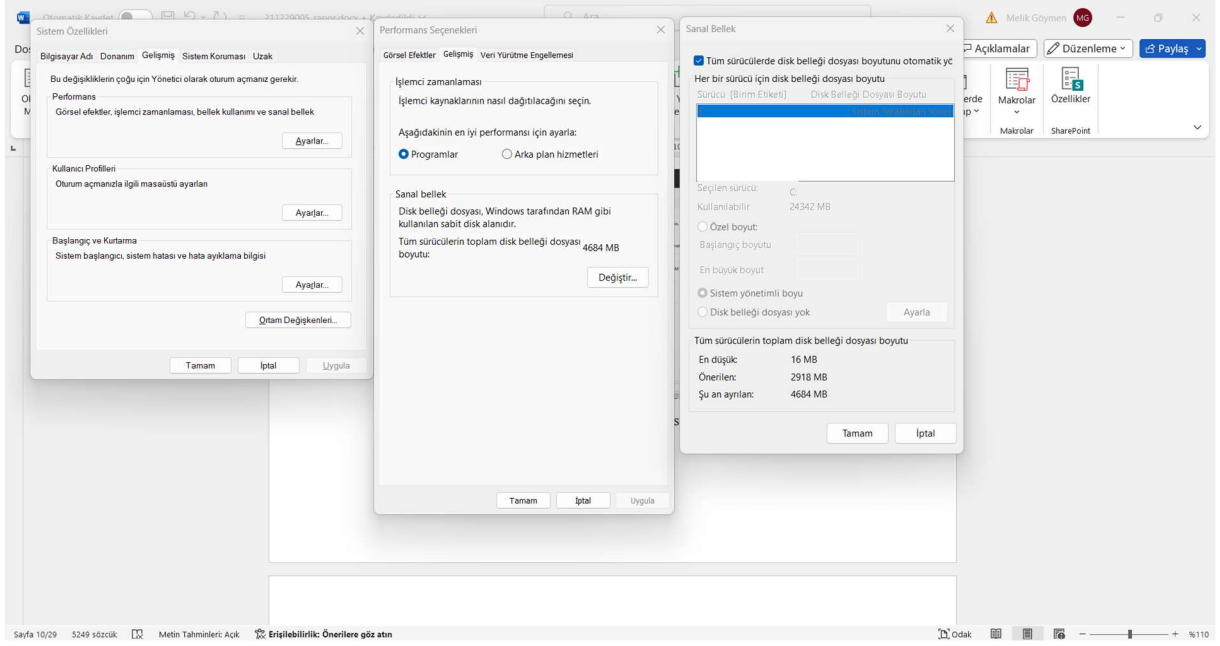 Otomatik Kaydet
211229005_rapor.docx • Kaydedildi
Ara
Melik Göymen
MG
Açıklamalar
Düzenleme
Paylaş
Makrolar
Özellikler
Makrolar
SharePoint
Sistem Özellikleri
Bilgisayar Adı Donanım Gelişmiş Sistem Koruması Uzak
Bu değişikliklerin çoğu için Yönetici olarak oturum açmanız gerekir.
Performans
Görsel efektler, işlemci zamanlaması, bellek kullanımı ve sanal bellek
Ayarlar...
Kullanıcı Profilleri
Oturum açmanızla ilgili masaüstü ayarları
Ayarlar...
Başlangıç ve Kurtarma
Sistem başlangıcı, sistem hatası ve hata ayıklama bilgisi
Ayarlar...
Ortam Değişkenleri...
Tamam İptal Uygula
Performans Seçenekleri
Görsel Efektler Gelişmiş Veri Yürütme Engellemesi
İşlemci zamanlaması
İşlemci kaynaklarının nasıl dağıtılacağını seçin.
Aşağıdakinin en iyi performansı için ayarla:
Programlar Arka plan hizmetleri
Sanal bellek
Disk belleği dosyası, Windows tarafından RAM gibi
kullanılan sabit disk alanıdır.
Tüm sürücülerin toplam disk belleği dosyası
boyutu:
4684 MB
Değiştir...
Tamam İptal Uygula
Sanal Bellek
Tüm sürücülerde disk belleği dosyası boyutunu otomatik yö
Her bir sürücü için disk belleği dosyası boyutu
Sürücü [Birim Etiketi] Disk Belleği Dosyası Boyutu
Sistem Tarafından
Seçilen sürücü: C:
Kullanılabilir 24342 MB
Özel boyut:
Başlangıç boyutu
En büyük boyut
Sistem yönetimli boyu
Disk belleği dosyası yok
Ayarla
Tüm sürücülerin toplam disk belleği dosyası boyutu
En düşük: 16 MB
Önerilen: 2918 MB
Şu an ayrılan: 4684 MB
Tamam İptal
Sayfa 10/29 5249 sözcük Metin Tahminleri: Açık Erişilebilirlik: Önerilere göz atın
Odak
%110